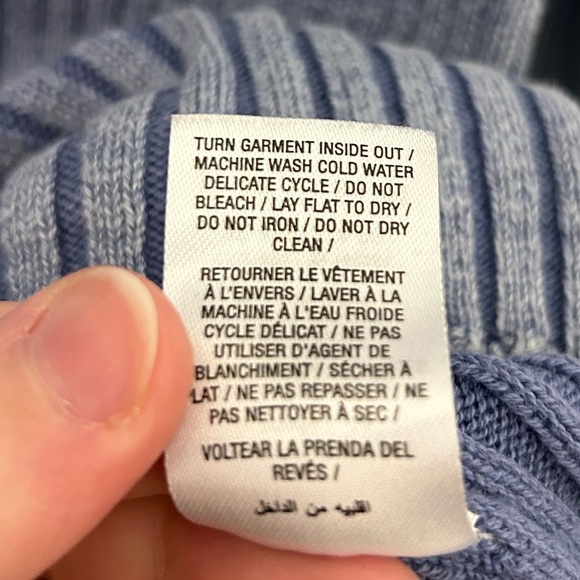 TURN GARMENT INSIDE OUT /
MACHINE WASH COLD WATER
DELICATE CYCLE / DO NOT
BLEACH / LAY FLAT TO DRY /
DO NOT IRON / DO NOT DRY
CLEAN /
RETOURNER LE VÊTEMENT
À L'ENVERS / LAVER À LA
MACHINE À L'EAU FROIDE
CYCLE DÉLICAT / NE PAS
UTILISER D'AGENT DE
BLANCHIMENT / SÉCHER À
PLAT / NE PAS REPASSER / NE
PAS NETTOYER À SEC /
VOLTEAR LA PRENDA DEL
REVÉS /
اقلبيه من الداخل